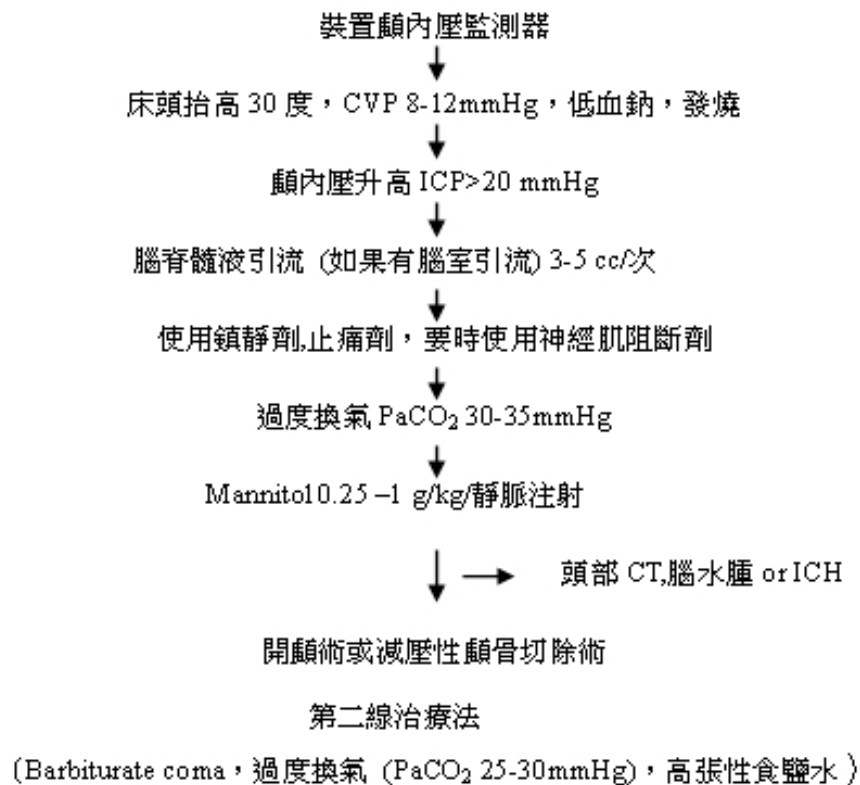 裝置顱內壓監測器
床頭抬高 30 度，CVP 8-12mmHg，低血鈉，發燒
顱內壓升高 ICP>20 mmHg
腦脊髓液引流 (如果有腦室引流) 3-5 cc/次
使用鎮靜劑,止痛劑，要時使用神經肌阻斷劑
過度換氣 PaCO₂ 30-35mmHg
Mannito10.25 –1 g/kg/靜脈注射
頭部 CT,腦水腫 or ICH
開顱術或減壓性顱骨切除術
第二線治療法
(Barbiturate coma，過度換氣 (PaCO₂ 25-30mmHg)，高張性食鹽水)